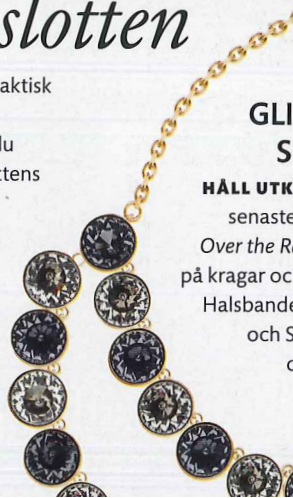 slotten
aktisk
du
ttens
GLI
S
HÅLL UTK
senaste
Over the R
på kragar oc
Halsbande
och S